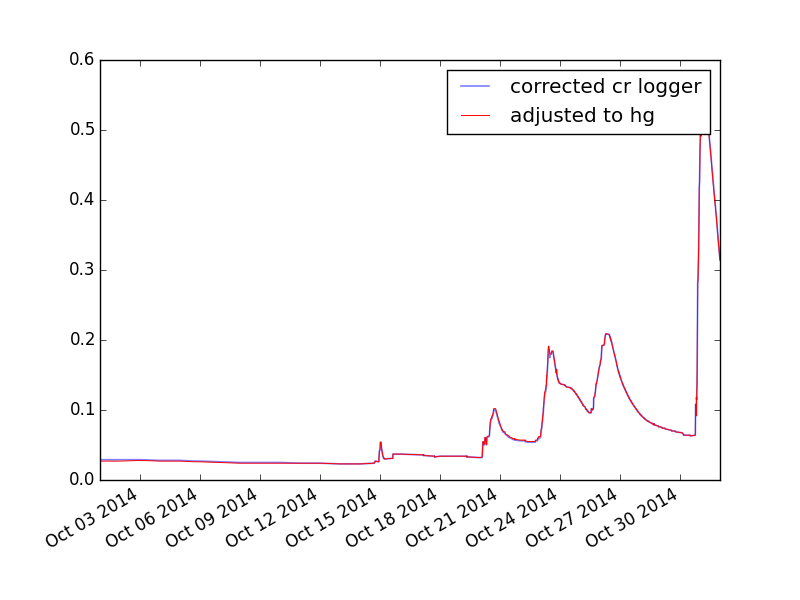 0.6
0.5
0.4
0.3
0.2
0.1
0.0
corrected cr logger
adjusted to hg
Oct 03 2014
Oct 06 2014
Oct 09 2014
Oct 12 2014
Oct 15 2014
Oct 18 2014
Oct 21 2014
Oct 24 2014
Oct 27 2014
Oct 30 2014